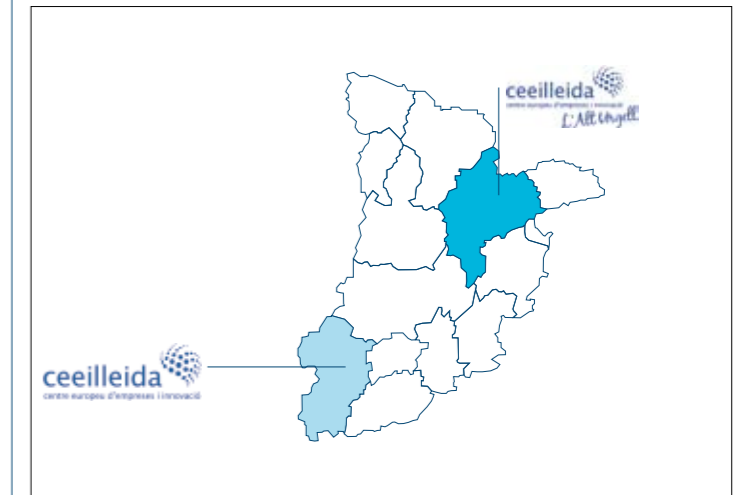 ceeilleida
centre europeu d'empreses i innovació
L'Alt Urgell
ceeilleida
centre europeu d'empreses i innovació